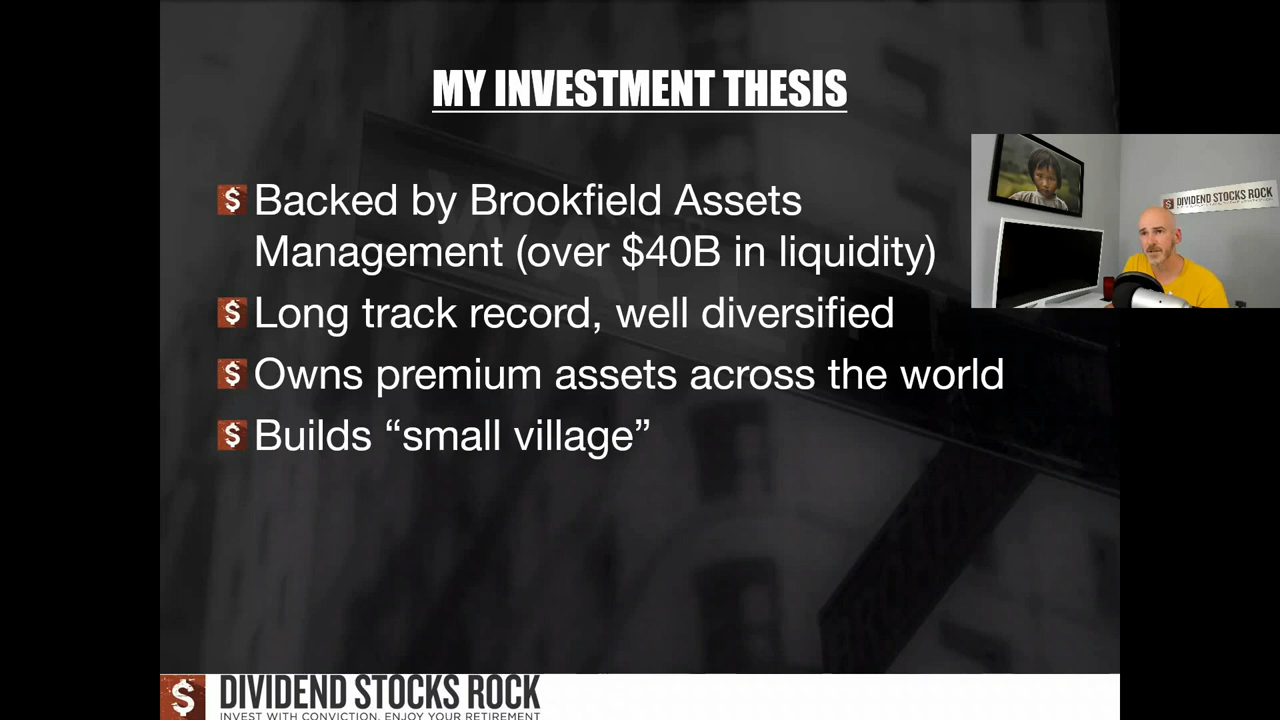 MY INVESTMENT THESIS
Backed by Brookfield Assets
Management (over $40B in liquidity)
Long track record, well diversified
Owns premium assets across the world
Builds “small village”
DIVIDEND STOCKS ROCK
DIVIDEND STOCKS ROCK
INVEST WITH CONVICTION, ENJOY YOUR RETIREMENT